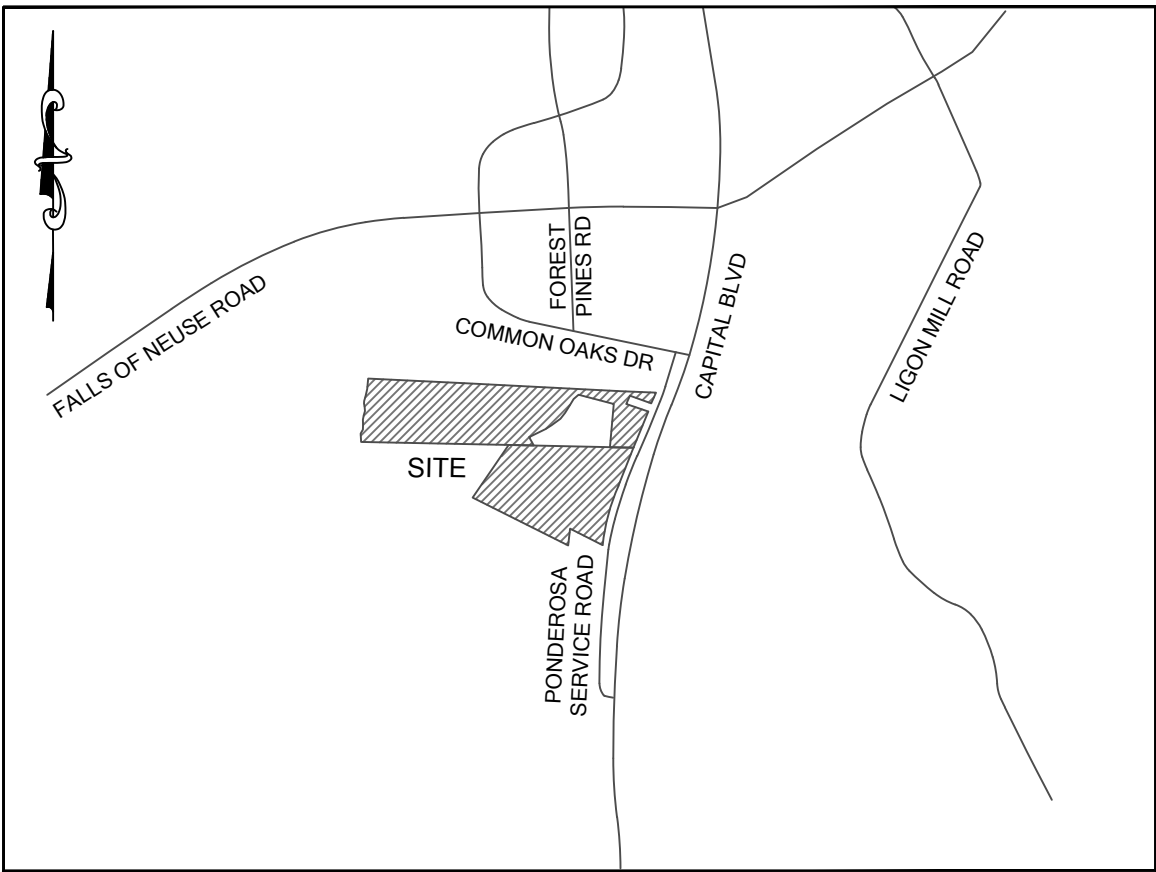 FOREST
PINES RD
FALLS OF NEUSE ROAD
COMMON OAKS DR
CAPITAL BLVD
LIGON MILL ROAD
SITE
PONDEROSA
SERVICE ROAD